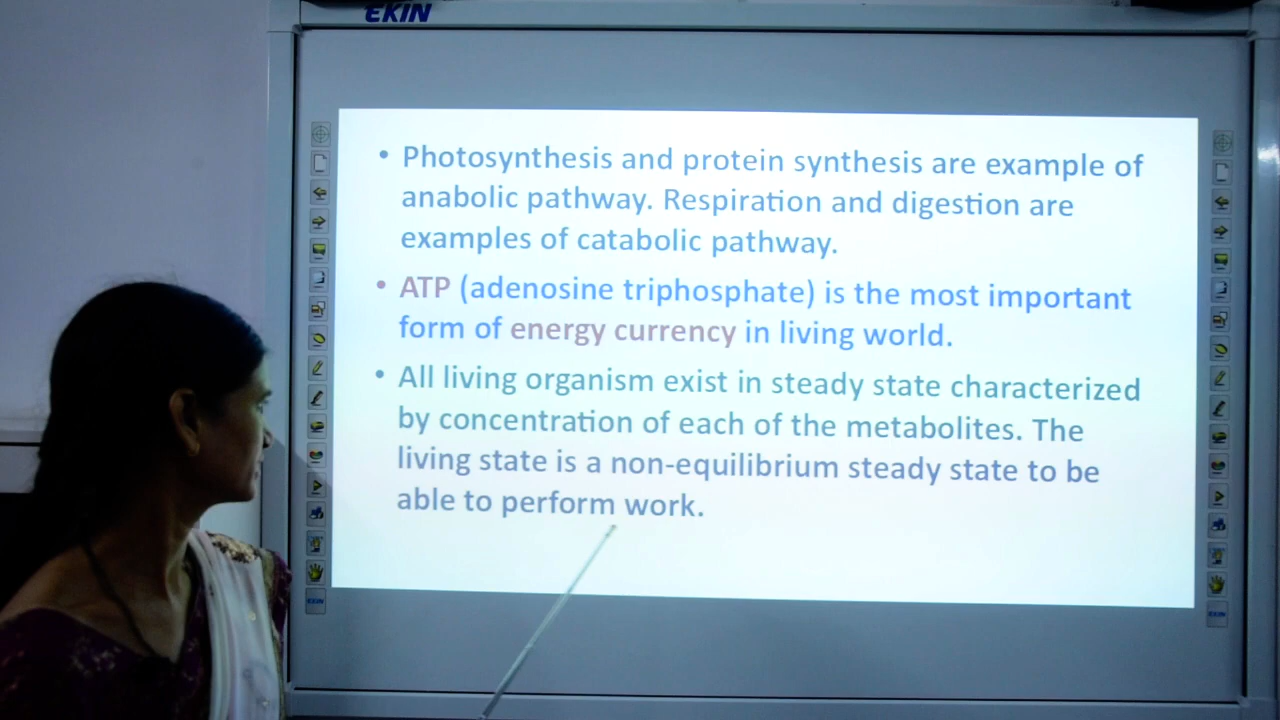 EKIN
• Photosynthesis and protein synthesis are example of
anabolic pathway. Respiration and digestion are
examples of catabolic pathway.
• ATP (adenosine triphosphate) is the most important
form of energy currency in living world.
• All living organism exist in steady state characterized
by concentration of each of the metabolites. The
living state is a non-equilibrium steady state to be
able to perform work.
EKIN
EKIN